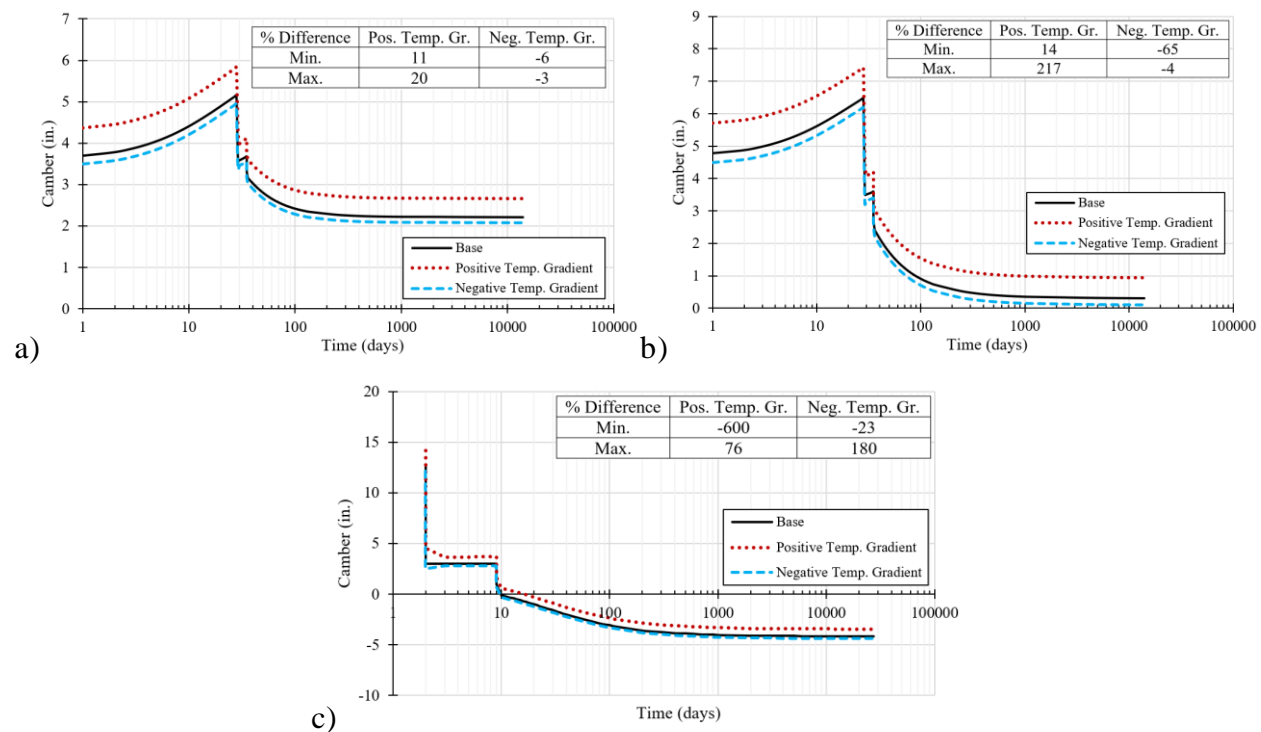 % Difference Pos. Temp. Gr. Neg. Temp. Gr.
Min. 11 -6
Max. 20 -3
7
6
5
4
3
2
1
0
Camber (in.)
Base
Positive Temp. Gradient
Negative Temp. Gradient
1 10 100 1000 10000 100000
Time (days)
a)
% Difference Pos. Temp. Gr. Neg. Temp. Gr.
Min. 14 -65
Max. 217 -4
9
8
7
6
5
4
3
2
1
0
Camber (in.)
Base
Positive Temp. Gradient
Negative Temp. Gradient
1 10 100 1000 10000 100000
Time (days)
b)
% Difference Pos. Temp. Gr. Neg. Temp. Gr.
Min. -600 -23
Max. 76 180
20
15
10
5
0
-5
-10
Camber (in.)
Base
Positive Temp. Gradient
Negative Temp. Gradient
1 10 100 1000 10000 100000
Time (days)
c)